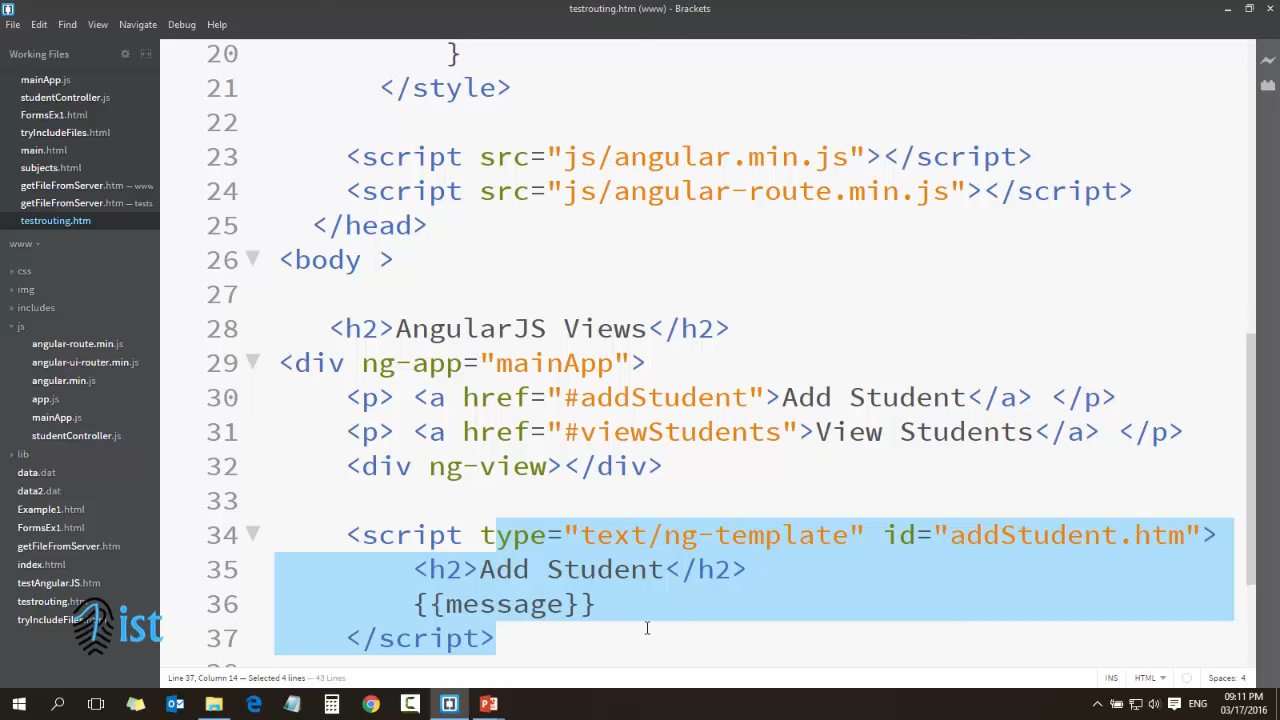 testrouting.htm (www) - Brackets
File Edit Find View Navigate Debug Help
Working Files
mainApp.js
studentController.js
FormsEx1.html
tryIncludeFiles.html
main.html
subjects.html
getFileFromServer.htm — www
getFileFromServer.htm — tests
testrouting.htm
www
css
img
includes
js
angular-route.min.js
angular-ui-router.min.js
angular.min.js
app.js
mainApp.js
studentController.js
lib
data.dat
data2.dat
Example1.html
FormsEx1.html
getFileFromServer.htm
index.html
testAngularJS.htm
testrouting.htm
tryIncludeFiles.html
1ist
20 }
21 </style>
22
23 <script src="js/angular.min.js"></script>
24 <script src="js/angular-route.min.js"></script>
25 </head>
26 <body >
27
28 <h2>AngularJS Views</h2>
29 <div ng-app="mainApp">
30 <p> <a href="#addStudent">Add Student</a> </p>
31 <p> <a href="#viewStudents">View Students</a> </p>
32 <div ng-view></div>
33
34 <script type="text/ng-template" id="addStudent.htm">
35 <h2>Add Student</h2>
36 {{message}}
37 </script>
Line 37, Column 14 — Selected 4 lines — 43 Lines
INS HTML Spaces: 4
ENG
09:11 PM
03/17/2016